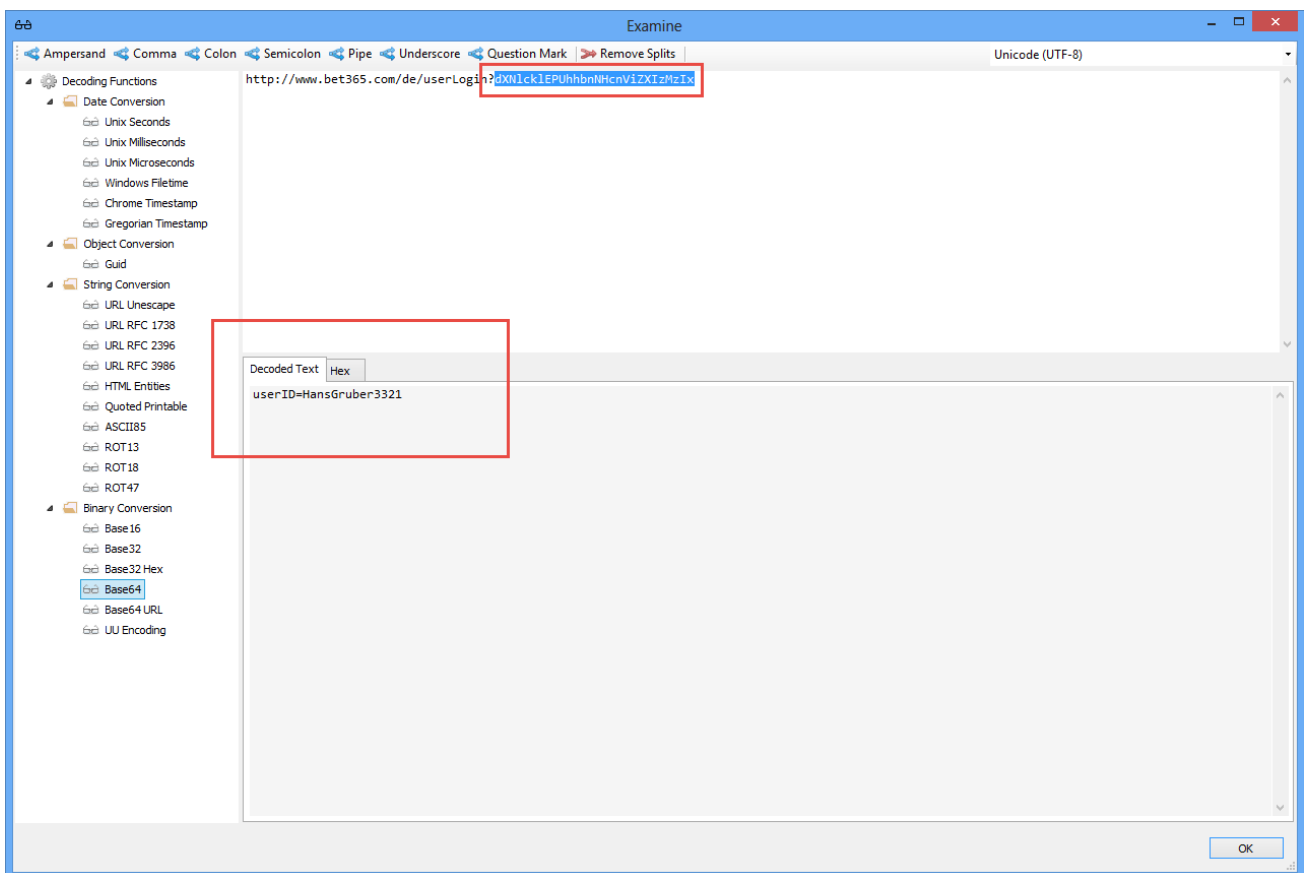 Examine
Ampersand Comma Colon Semicolon Pipe Underscore Question Mark Remove Splits Unicode (UTF-8)
Decoding Functions
Date Conversion
Unix Seconds
Unix Milliseconds
Unix Microseconds
Windows Filetime
Chrome Timestamp
Gregorian Timestamp
Object Conversion
Guid
String Conversion
URL Unescape
URL RFC 1738
URL RFC 2396
URL RFC 3986
HTML Entities
Quoted Printable
ASCII85
ROT13
ROT18
ROT47
Binary Conversion
Base16
Base32
Base32 Hex
Base64
Base64 URL
UU Encoding
http://www.bet365.com/de/userLogin?dXNlcklEPUhhbnNHcnViZXIzMzIx
Decoded Text Hex
userID=HansGruber3321
OK